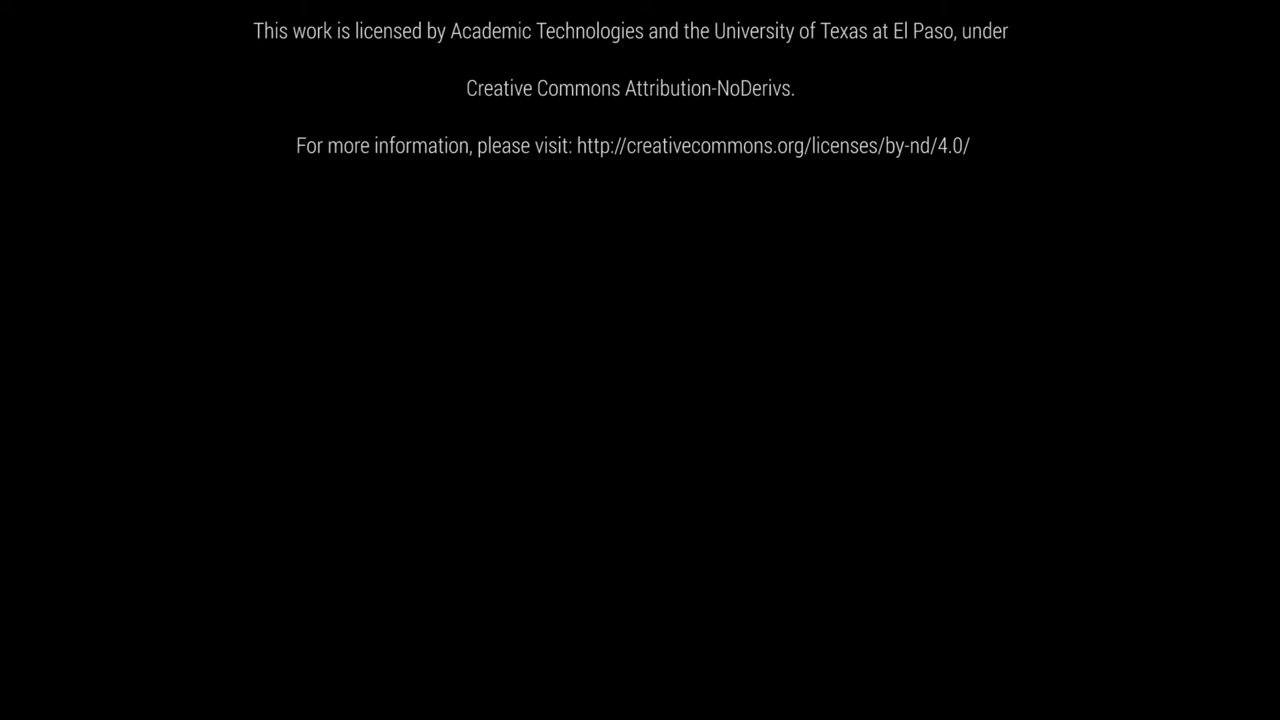 This work is licensed by Academic Technologies and the University of Texas at El Paso, under
Creative Commons Attribution-NoDerivs.
For more information, please visit: http://creativecommons.org/licenses/by-nd/4.0/